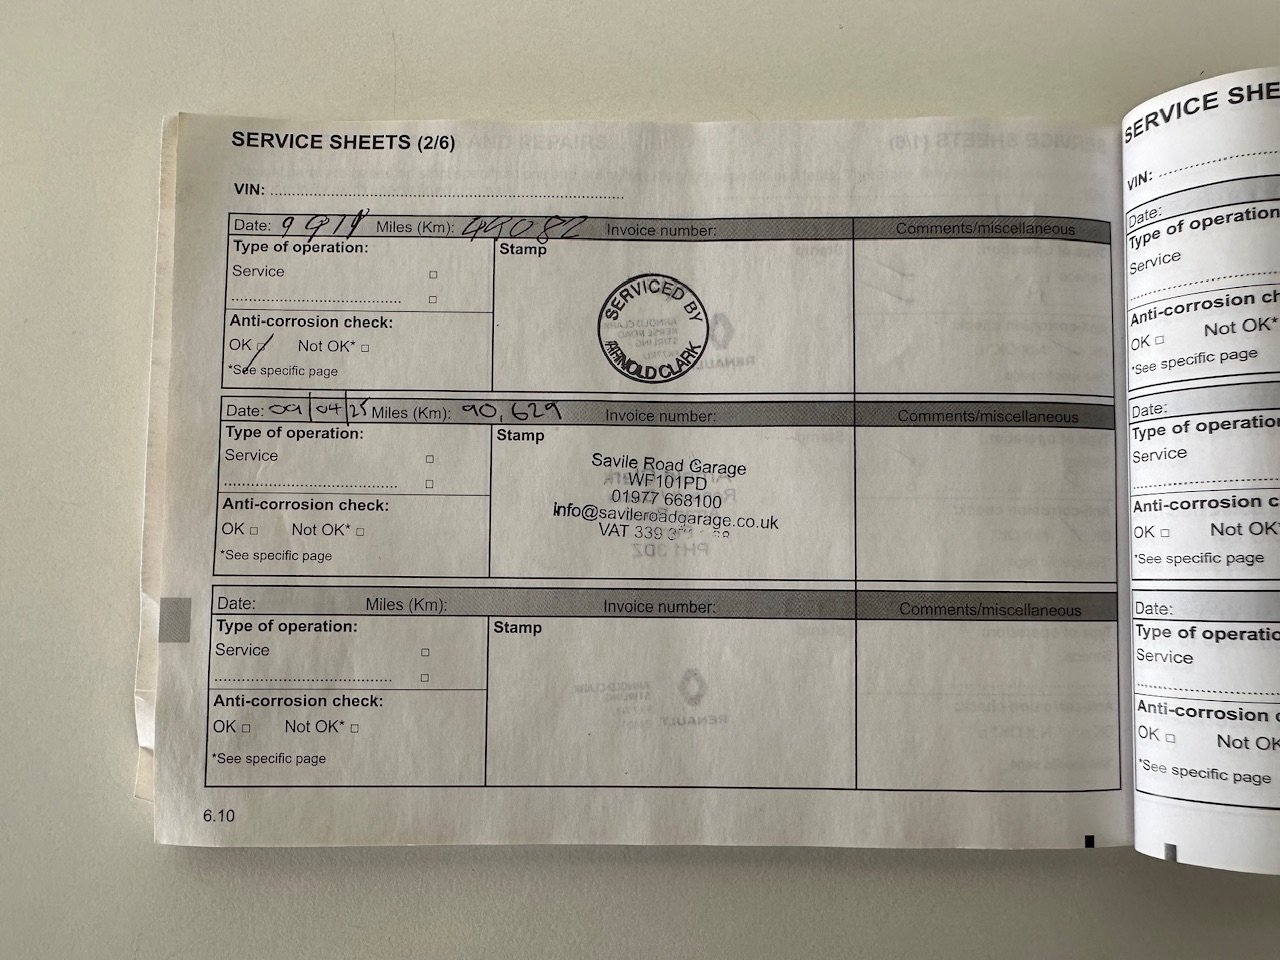 SERVICE SHEETS (2/6)
VIN: ..........................................................
Date: Miles (Km): Invoice number: Comments/miscellaneous
Type of operation:
Stamp
Service □
........................................ □
SERVICED BY
ARNOLD CLARK
Anti-corrosion check:
OK □ Not OK* □
*See specific page
Date: 09/04/25 Miles (Km): 90,629 Invoice number: Comments/miscellaneous
Type of operation:
Stamp
Service □
........................................ □
Savile Road Garage
WF101PD
01977 668100
info@savileroadgarage.co.uk
VAT 339
Anti-corrosion check:
OK □ Not OK* □
*See specific page
Date: Miles (Km): Invoice number: Comments/miscellaneous
Type of operation:
Stamp
Service □
........................................ □
Anti-corrosion check:
OK □ Not OK* □
*See specific page
6.10
SERVICE SHE
VIN:
Date:
Type of operation
Service
Anti-corrosion ch
OK □ Not OK*
*See specific page
Date:
Type of operatio
Service
Anti-corrosion c
OK □ Not OK
*See specific page
Date:
Type of operatio
Service
Anti-corrosion
OK □ Not OK
*See specific page